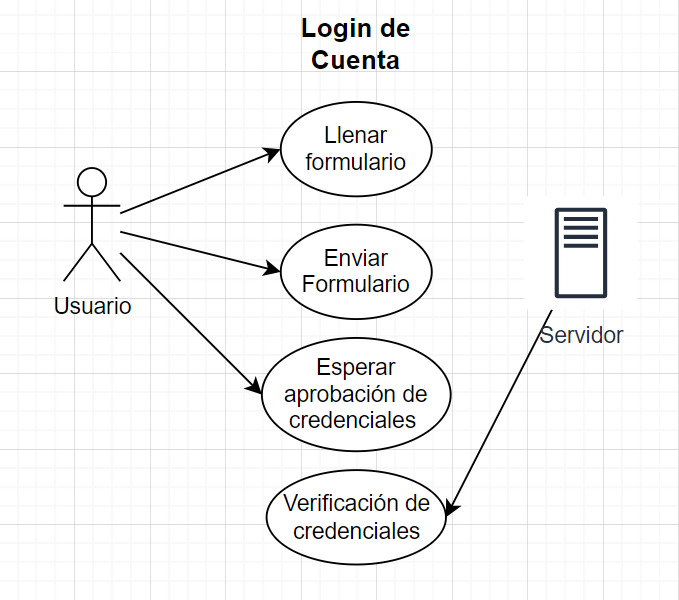 Login de
Cuenta
Llenar
formulario
Enviar
Formulario
Usuario
Servidor
Esperar
aprobación de
credenciales
Verificación de
credenciales